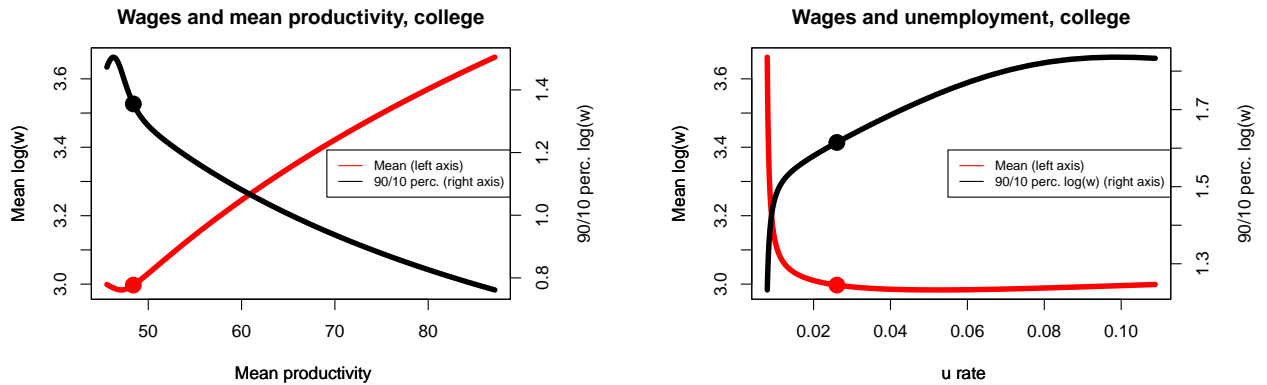 Wages and mean productivity, college
Mean log(w)
3.0 3.2 3.4 3.6
0.8 1.0 1.2 1.4
90/10 perc. log(w)
Mean (left axis)
90/10 perc. (right axis)
50 60 70 80
Mean productivity
Wages and unemployment, college
Mean log(w)
3.0 3.2 3.4 3.6
1.3 1.4 1.5 1.7
90/10 perc. log(w)
Mean (left axis)
90/10 perc. log(w) (right axis)
0.02 0.04 0.06 0.08 0.10
u rate